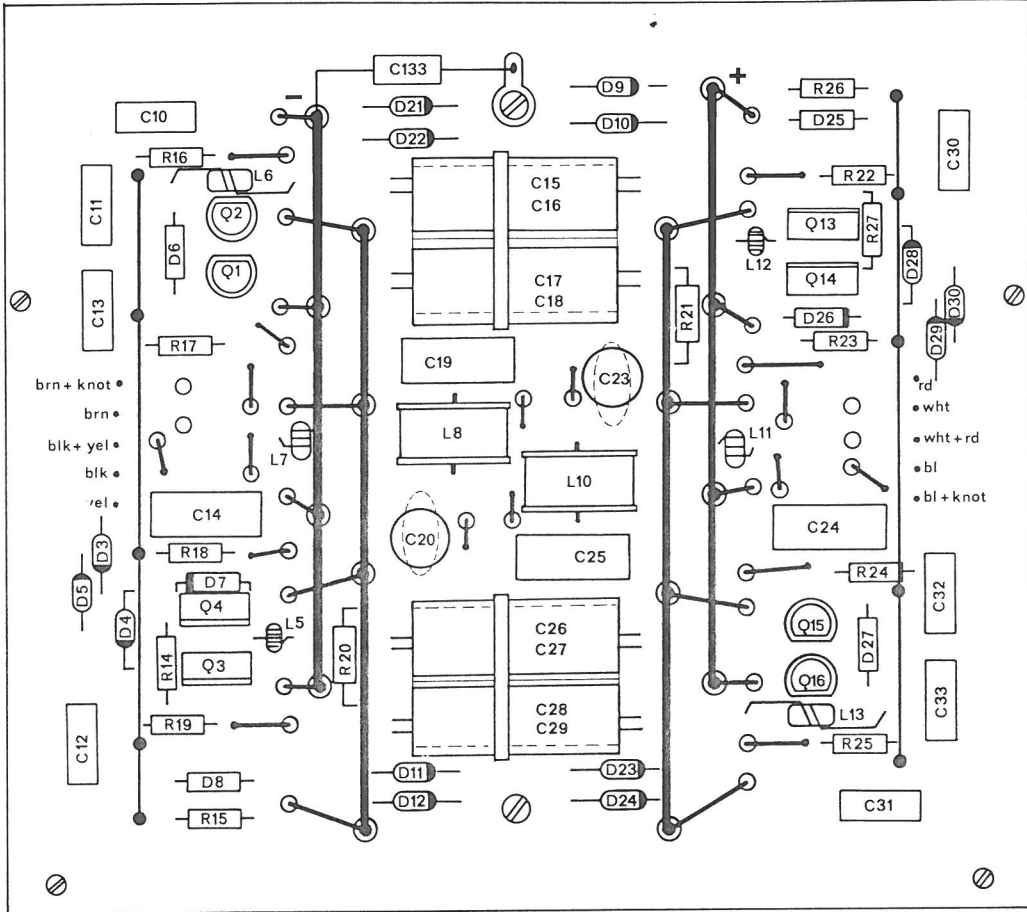 C133
D9
+
R26
D21
−
C10
D10
D25
D22
C30
R16
L6
R22
C15
C16
C11
Q2
Q13
R27
D6
L12
D28
Q1
C17
C18
Q14
R21
D30
C13
D26
D29
R17
R23
C19
C23
brn + knot
rd
brn
wht
L8
L11
blk + yel
wht + rd
L7
blk
L10
bl
yel
bl + knot
C14
C24
C20
D3
R18
C25
R24
D5
D7
C32
Q4
D4
L5
Q15
C26
C27
D27
R14
Q3
R20
Q16
C33
C28
C29
L13
R19
R25
C12
D11
D23
D8
D12
D24
C31
R15